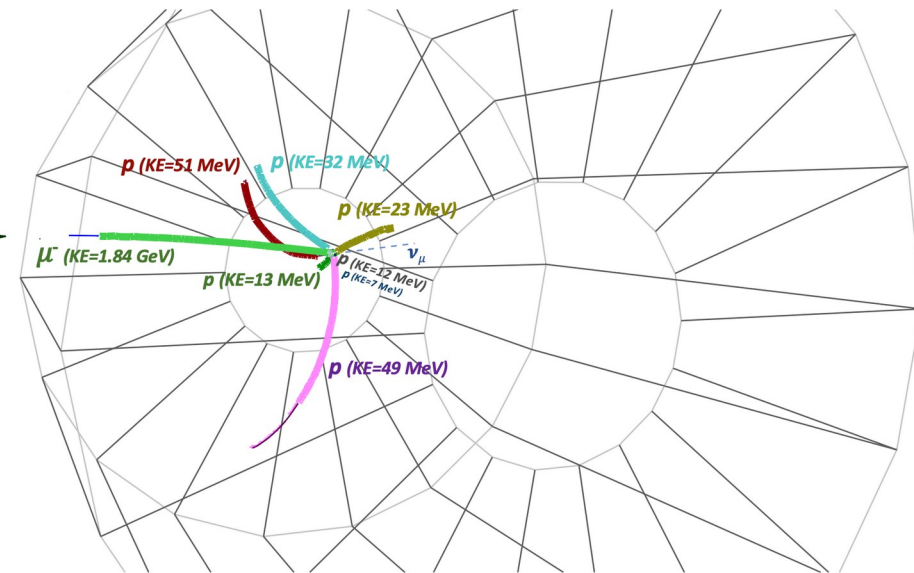 p (KE=51 MeV)
p (KE=32 MeV)
p (KE=23 MeV)
ν_μ
μ⁻ (KE=1.84 GeV)
p (KE=12 MeV)
p (KE=13 MeV)
p (KE=7 MeV)
p (KE=49 MeV)